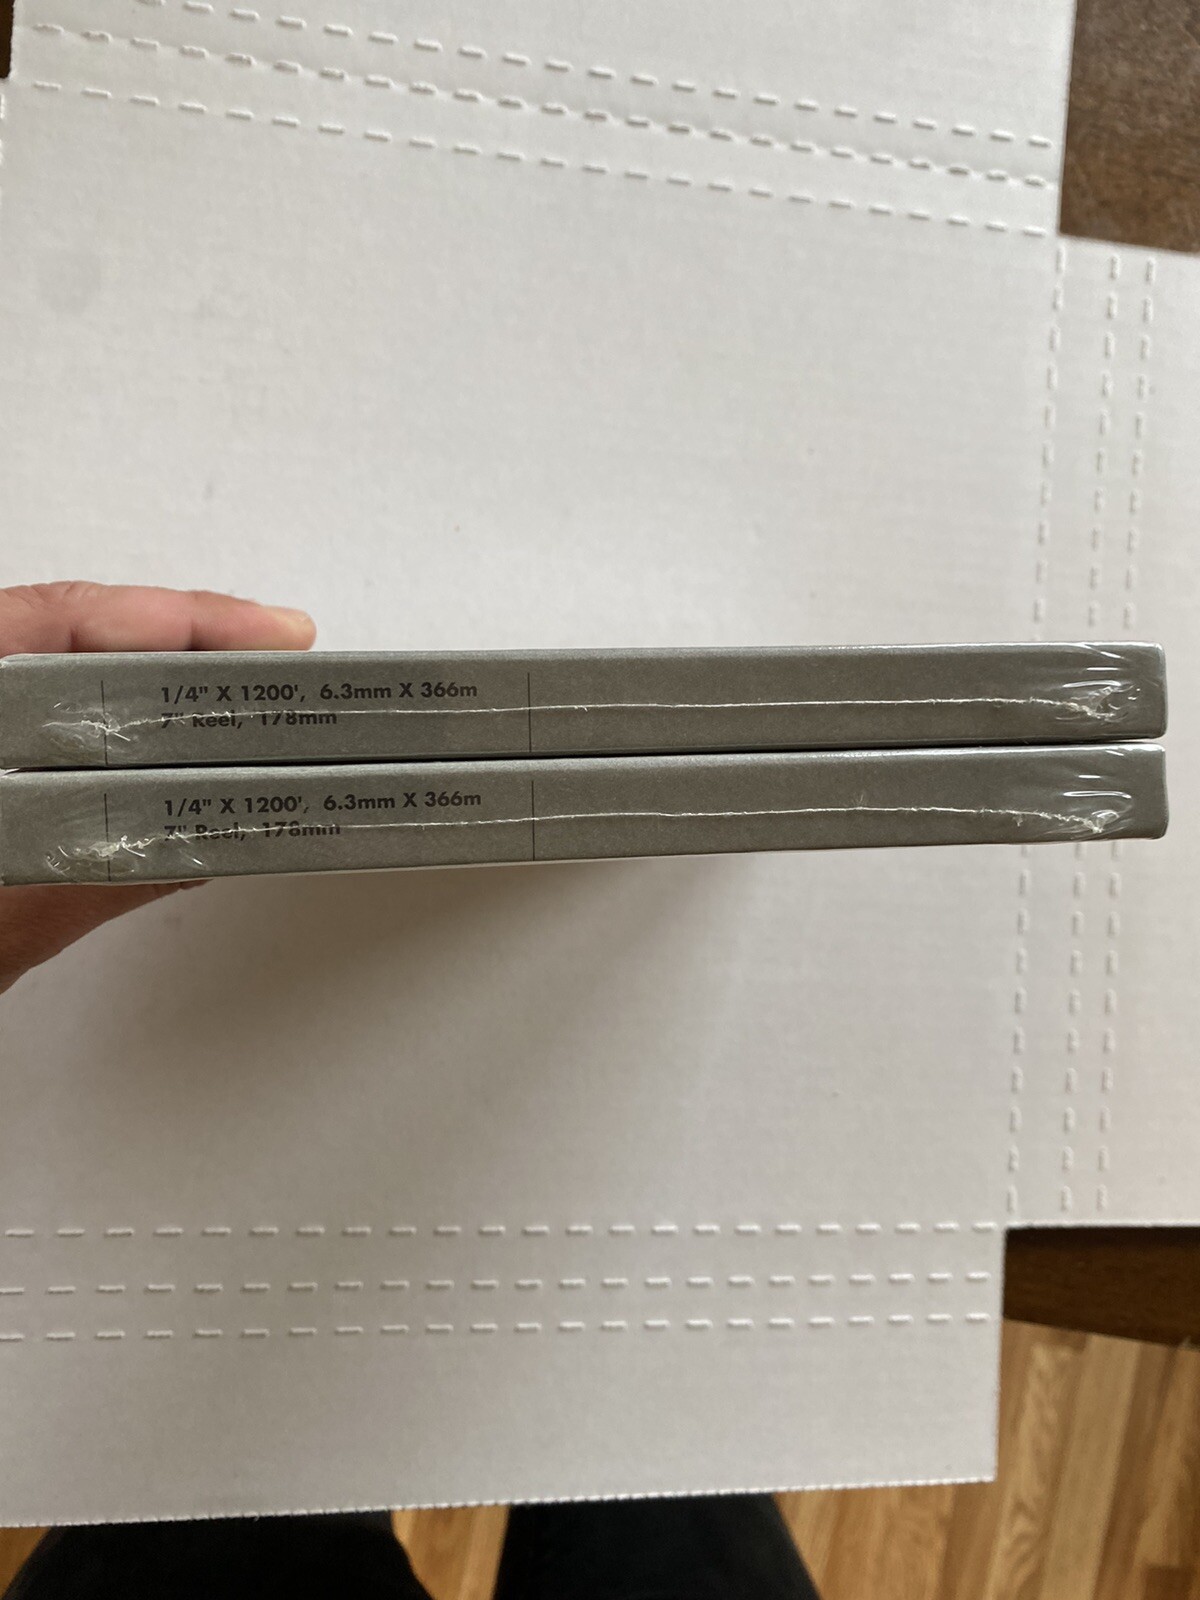 1/4" X 1200',  6.3mm X 366m
7" Reel,  178mm
1/4" X 1200',  6.3mm X 366m
7" Reel,  178mm